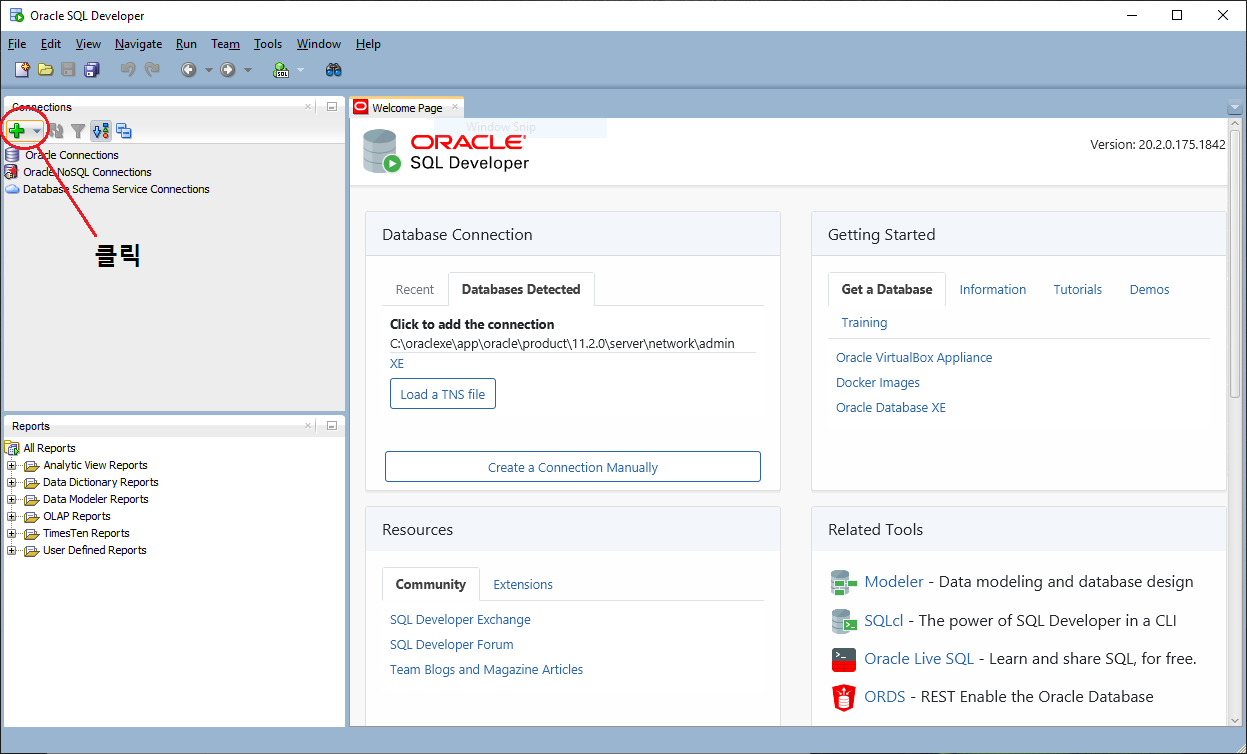 Oracle SQL Developer
File Edit View Navigate Run Team Tools Window Help
SQL
Connections
Oracle Connections
Oracle NoSQL Connections
Database Schema Service Connections
클릭
Reports
All Reports
Analytic View Reports
Data Dictionary Reports
Data Modeler Reports
OLAP Reports
TimesTen Reports
User Defined Reports
Welcome Page
Window Snip
ORACLE
SQL Developer
Version: 20.2.0.175.1842
Database Connection
Recent Databases Detected
Click to add the connection
C:\oraclexe\app\oracle\product\11.2.0\server\network\admin
XE
Load a TNS file
Create a Connection Manually
Getting Started
Get a Database Information Tutorials Demos
Training
Oracle VirtualBox Appliance
Docker Images
Oracle Database XE
Resources
Community Extensions
SQL Developer Exchange
SQL Developer Forum
Team Blogs and Magazine Articles
Related Tools
Modeler - Data modeling and database design
SQLcl - The power of SQL Developer in a CLI
Oracle Live SQL - Learn and share SQL, for free.
ORDS - REST Enable the Oracle Database